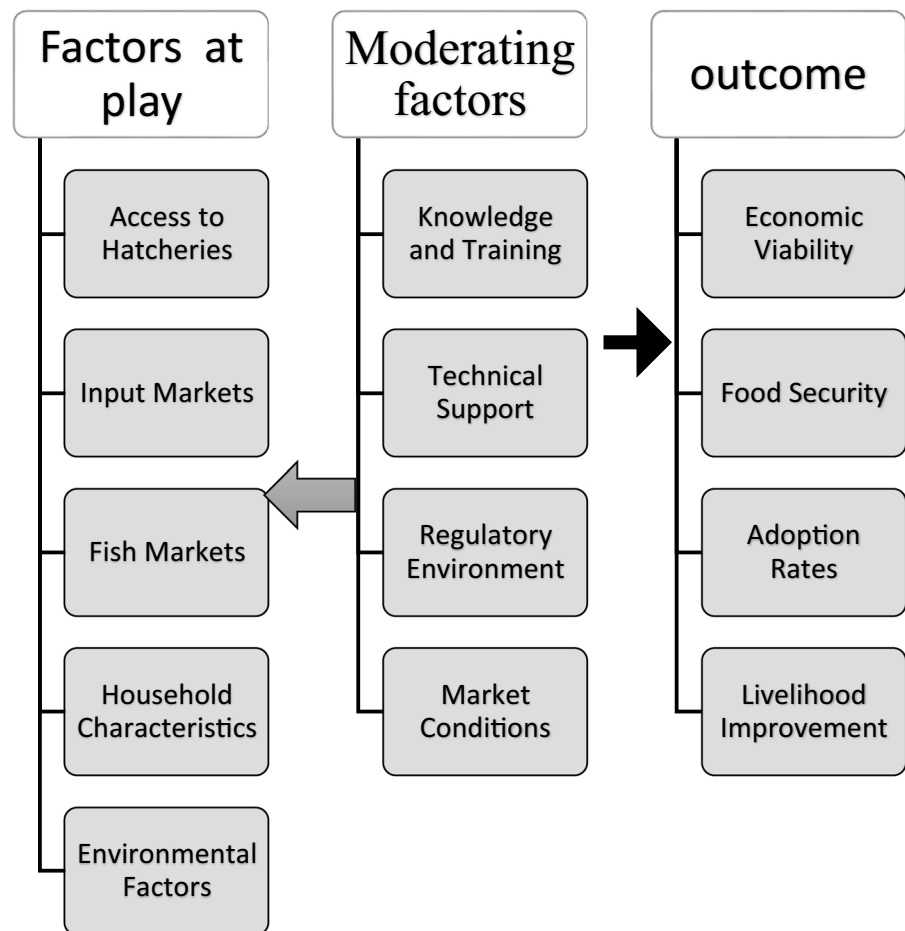 Factors at
play
Access to
Hatcheries
Input Markets
Fish Markets
Household
Characteristics
Environmental
Factors
Moderating
factors
Knowledge
and Training
Technical
Support
Regulatory
Environment
Market
Conditions
outcome
Economic
Viability
Food Security
Adoption
Rates
Livelihood
Improvement